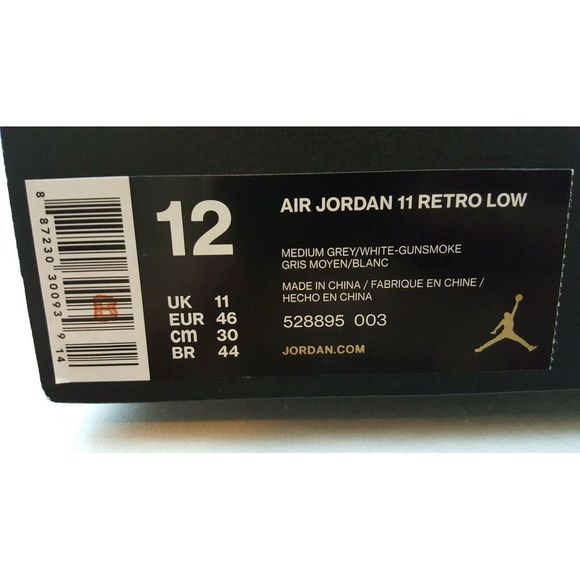 8 87230 30093 9 14
B
12
UK 11
EUR 46
cm 30
BR 44
AIR JORDAN 11 RETRO LOW
MEDIUM GREY/WHITE-GUNSMOKE
GRIS MOYEN/BLANC
MADE IN CHINA / FABRIQUE EN CHINE /
HECHO EN CHINA
528895 003
JORDAN.COM